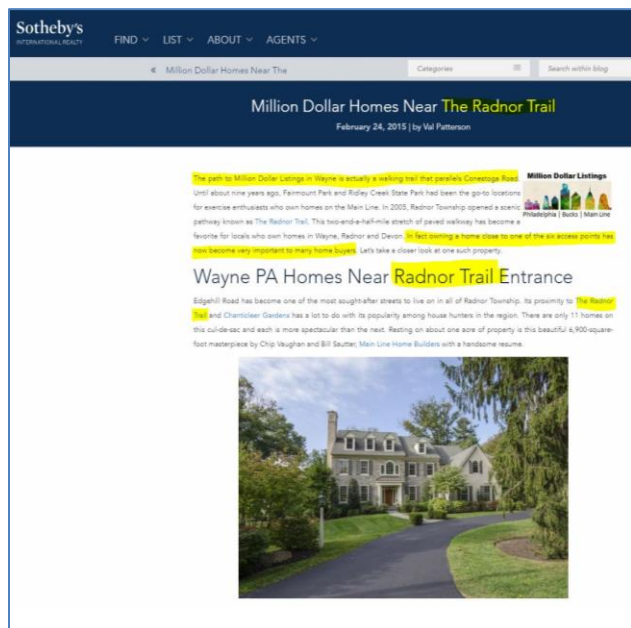 Sotheby's
INTERNATIONAL REALTY
FIND LIST ABOUT AGENTS
« Million Dollar Homes Near The
Categories
Search within blog
Million Dollar Homes Near The Radnor Trail
February 24, 2015 | by Val Patterson
The path to Million Dollar Listings in Wayne is actually a walking trail that parallels Conestoga Road.
Until about nine years ago, Fairmount Park and Ridley Creek State Park had been the go-to locations
for exercise enthusiasts who own homes on the Main Line. In 2005, Radnor Township opened a scenic
pathway known as The Radnor Trail. This two-and-a-half-mile stretch of paved walkway has become a
favorite for locals who own homes in Wayne, Radnor and Devon. In fact owning a home close to one of the six access points has
now become very important to many home buyers. Let's take a closer look at one such property.
Million Dollar Listings
Philadelphia | Bucks | Main Line
Wayne PA Homes Near Radnor Trail Entrance
Edgehill Road has become one of the most sought-after streets to live on in all of Radnor Township. Its proximity to The Radnor
Trail and Chanticleer Gardens has a lot to do with its popularity among house hunters in the region. There are only 11 homes on
this cul-de-sac and each is more spectacular than the next. Resting on about one acre of property is this beautiful 6,900-square-
foot masterpiece by Chip Vaughan and Bill Sautter, Main Line Home Builders with a handsome resume.